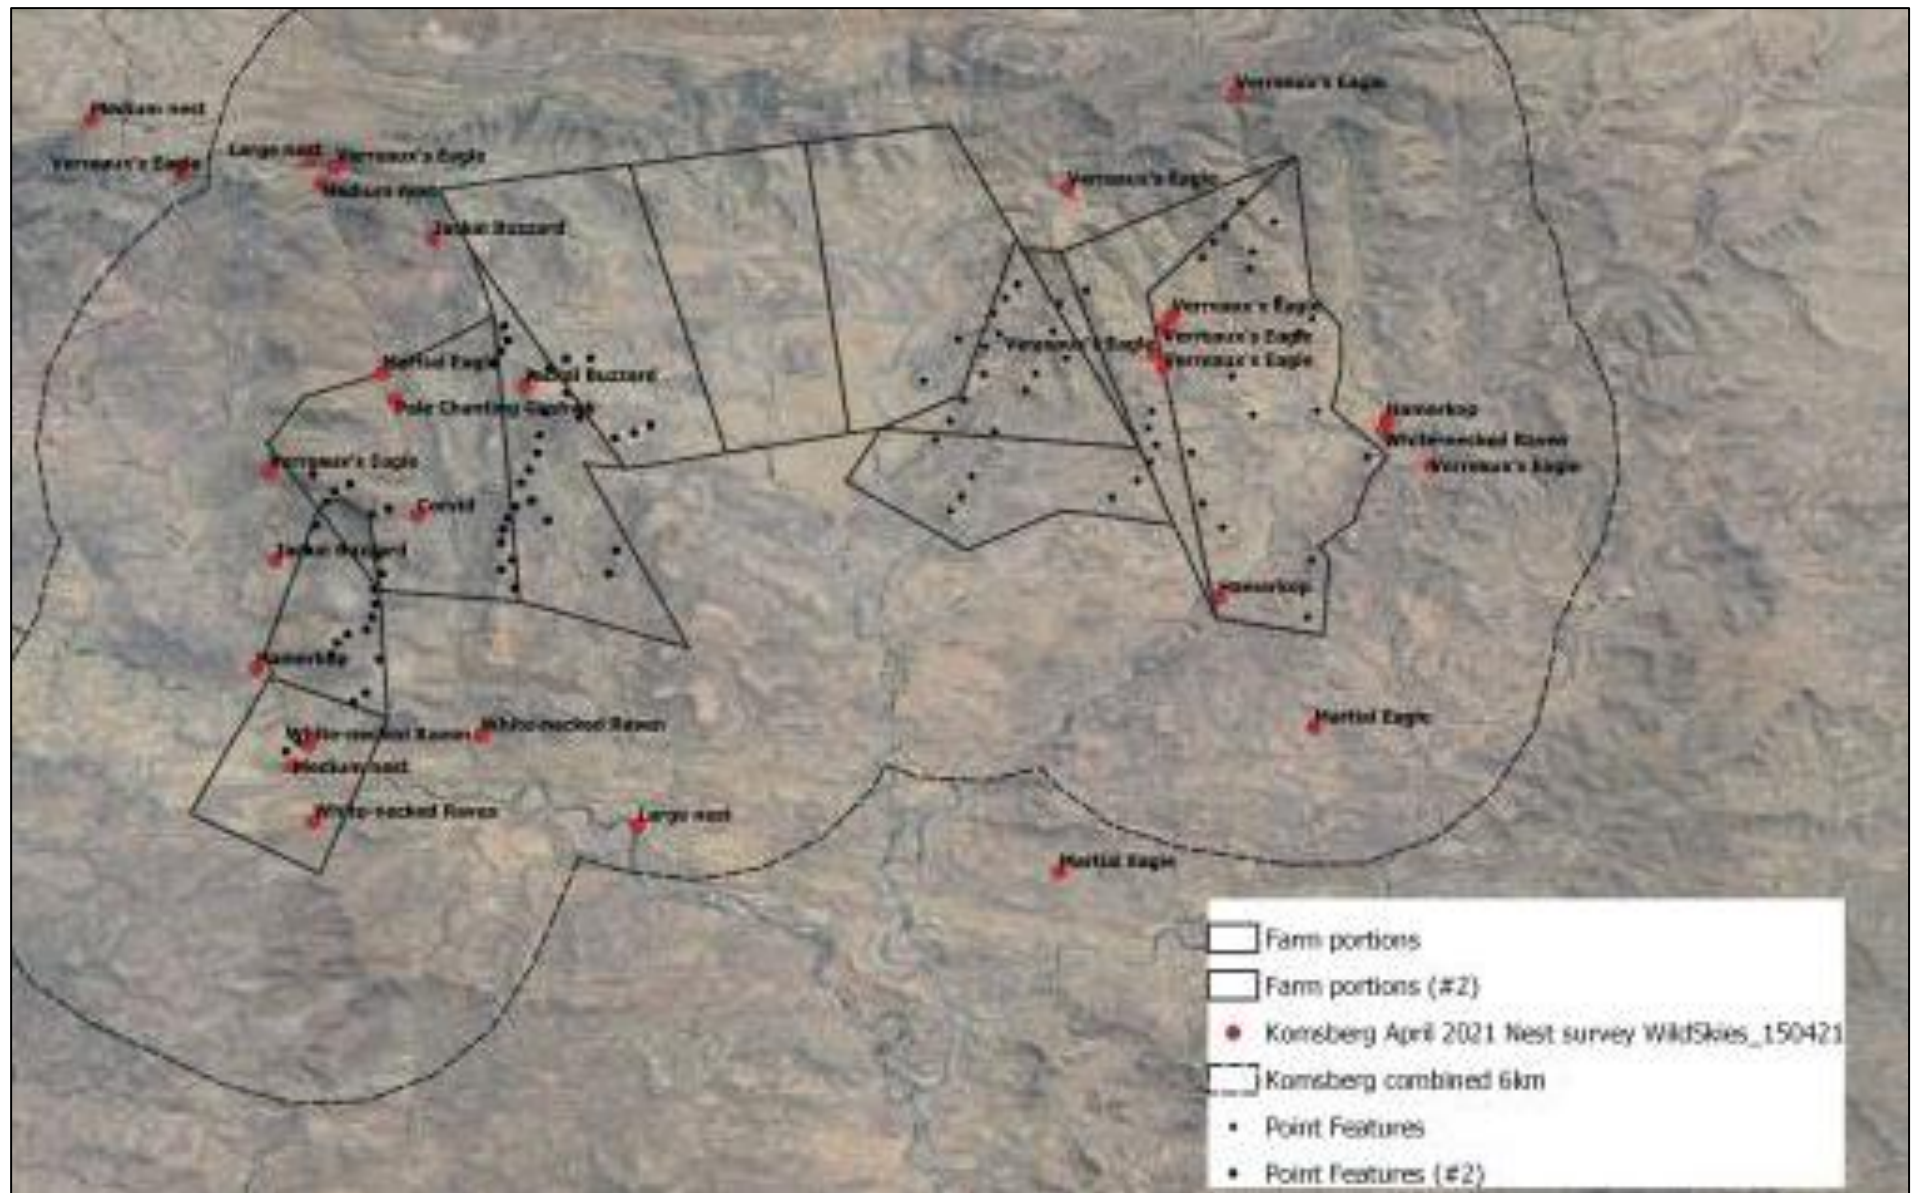 Verreaux's Eagle
Medium nest
Large nest
Verreaux's Eagle
Verreaux's Eagle
Medium nest
Verreaux's Eagle
Jackal Buzzard
Verreaux's Eagle
Verreaux's Eagle
Verreaux's Eagle
Verreaux's Eagle
Martial Eagle
Jackal Buzzard
Pale Chanting Goshawk
Hamerkop
White-necked Raven
Verreaux's Eagle
Verreaux's Eagle
Corvid
Jackal Buzzard
Hamerkop
Hamerkop
Martial Eagle
White-necked Raven
White-necked Raven
Medium nest
White-necked Raven
Large nest
Martial Eagle
Farm portions
Farm portions (#2)
Komsberg April 2021 Nest survey WildSkies_150421
Komsberg combined 6km
Point Features
Point Features (#2)